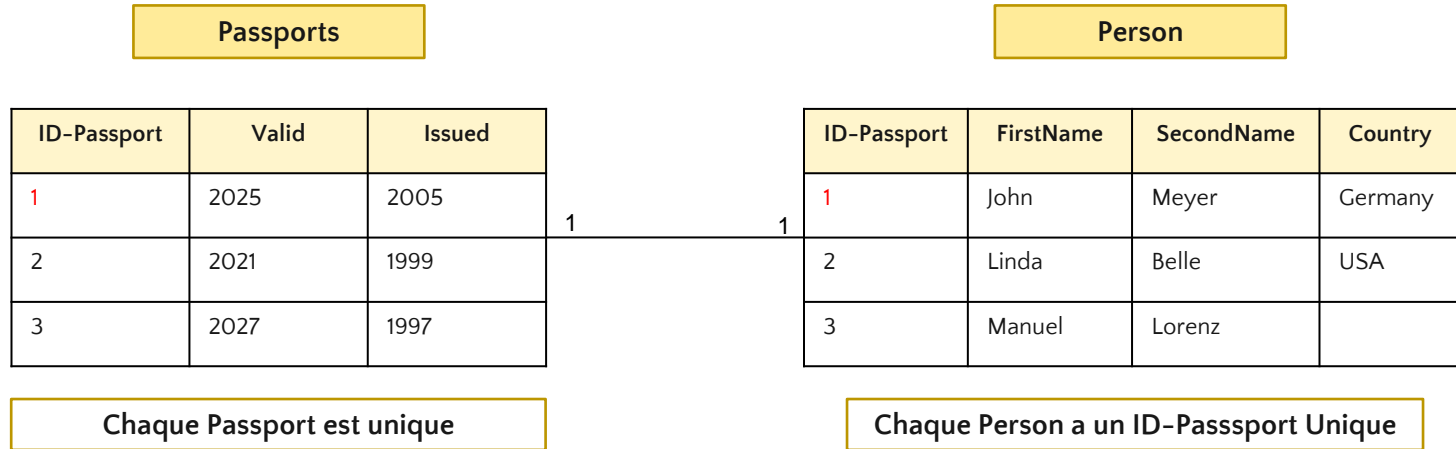 Passports
Person
ID-Passport Valid Issued
1 2025 2005
2 2021 1999
3 2027 1997
1 1
ID-Passport FirstName SecondName Country
1 John Meyer Germany
2 Linda Belle USA
3 Manuel Lorenz
Chaque Passport est unique
Chaque Person a un ID-Passsport Unique